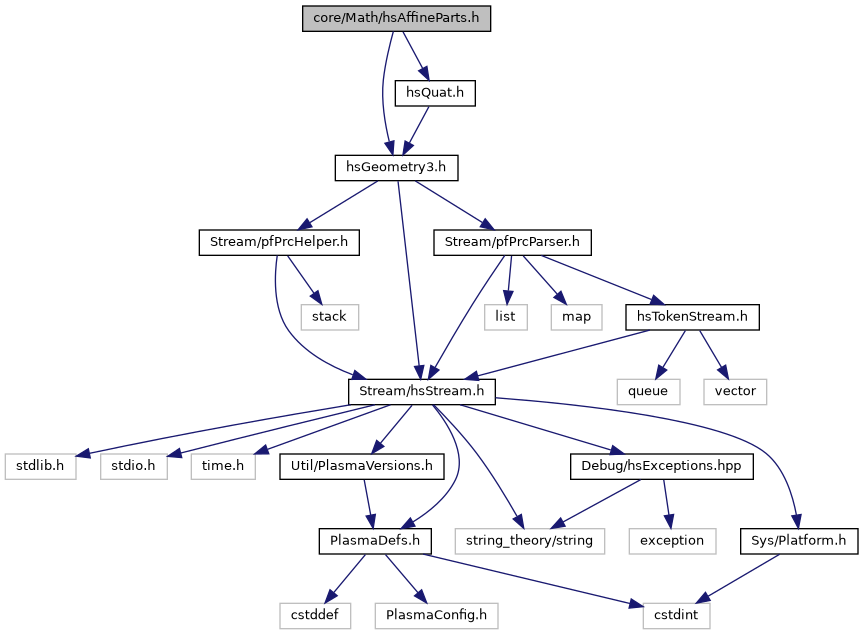 core/Math/hsAffineParts.h
hsQuat.h
hsGeometry3.h
Stream/pfPrcHelper.h
Stream/pfPrcParser.h
stack
list
map
hsTokenStream.h
Stream/hsStream.h
queue
vector
stdlib.h
stdio.h
time.h
Util/PlasmaVersions.h
Debug/hsExceptions.hpp
PlasmaDefs.h
string_theory/string
exception
Sys/Platform.h
cstddef
PlasmaConfig.h
cstdint